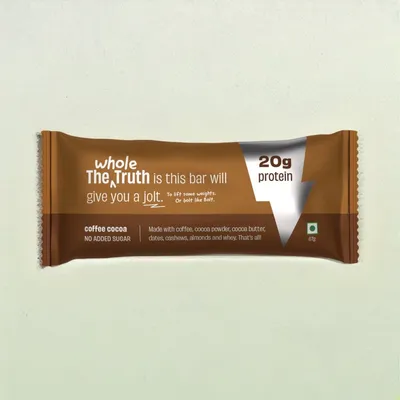 The whole Truth is this bar will
give you a jolt.
To lift some weights.
Or bolt like Bolt.
20g
protein
coffee cocoa
NO ADDED SUGAR
Made with coffee, cocoa powder, cocoa butter,
dates, cashews, almonds and whey. That's all!
67g